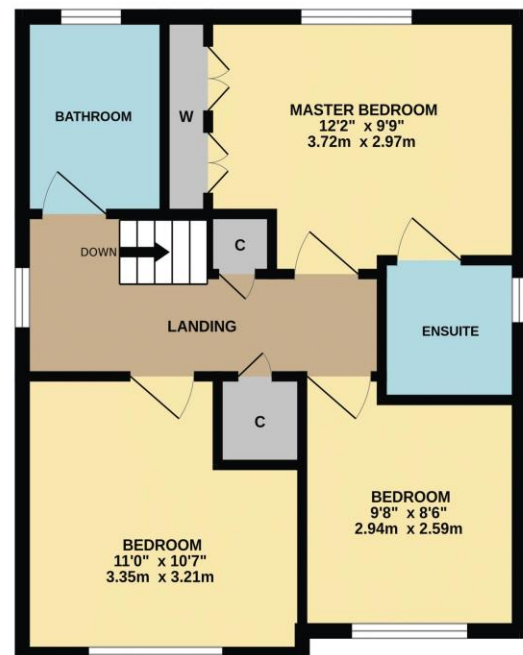 BATHROOM
W
MASTER BEDROOM
12'2" x 9'9"
3.72m x 2.97m
DOWN
C
LANDING
ENSUITE
C
BEDROOM
11'0" x 10'7"
3.35m x 3.21m
BEDROOM
9'8" x 8'6"
2.94m x 2.59m